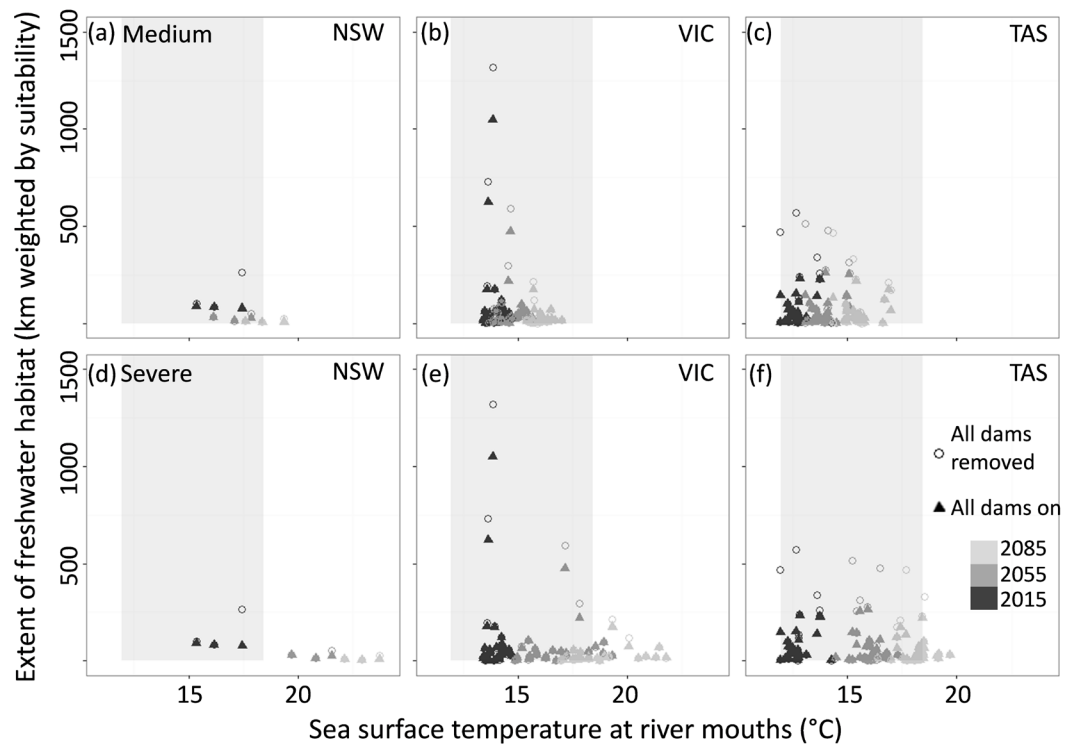 Extent of freshwater habitat (km weighted by suitability)
(a) Medium NSW
(b) VIC
(c) TAS
1500
1000
500
(d) Severe NSW
(e) VIC
(f) TAS
1500
1000
500
All dams
removed
All dams on
2085
2055
2015
15 20 15 20 15 20
Sea surface temperature at river mouths (°C)